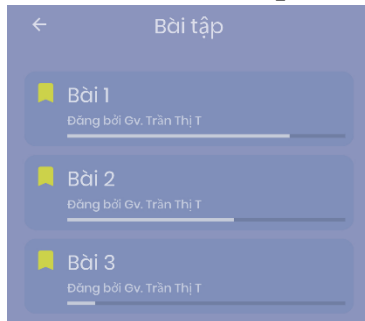 Bài tập
Bài 1
Đăng bởi Gv. Trần Thị T
Bài 2
Đăng bởi Gv. Trần Thị T
Bài 3
Đăng bởi Gv. Trần Thị T